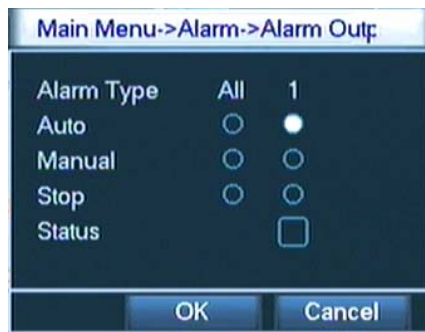 Main Menu->Alarm->Alarm Outp
Alarm Type All 1
Auto
Manual
Stop
Status
OK Cancel